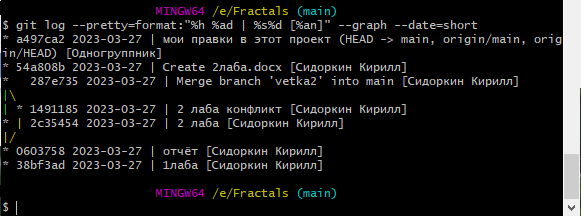 MINGW64 /e/Fractals (main)
$ git log --pretty=format:"%h %ad | %s%d [%an]" --graph --date=short
* a497ca2 2023-03-27 | мои правки в этот проект (HEAD -> main, origin/main, orig
in/HEAD) [Одногруппник]
* 54a808b 2023-03-27 | Create 2лаба.docx [Сидоркин Кирилл]
*   287e735 2023-03-27 | Merge branch 'vetka2' into main [Сидоркин Кирилл]
|\
| * 1491185 2023-03-27 | 2 лаба конфликт [Сидоркин Кирилл]
* | 2c35454 2023-03-27 | 2 лаба [Сидоркин Кирилл]
|/
* 0603758 2023-03-27 | отчёт [Сидоркин Кирилл]
* 38bf3ad 2023-03-27 | 1лаба [Сидоркин Кирилл]
MINGW64 /e/Fractals (main)
$